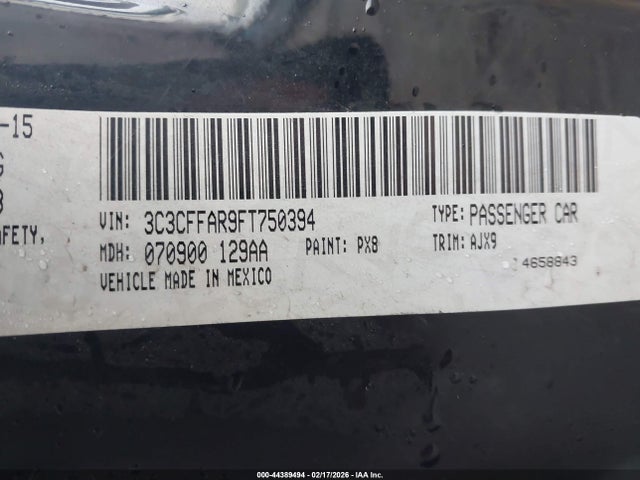 -15
G
8
AFETY,
VIN: 3C3CFFAR9FT750394 TYPE: PASSENGER CAR
MDH: 070900 129AA PAINT: PX8 TRIM: AJX9
VEHICLE MADE IN MEXICO 4658843
000-44389494 - 02/17/2026 - IAA Inc.